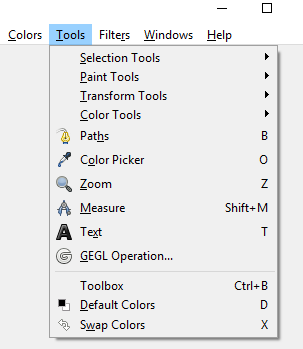 Colors Tools Filters Windows Help
Selection Tools
Paint Tools
Transform Tools
Color Tools
Paths B
Color Picker O
Zoom Z
Measure Shift+M
Text T
GEGL Operation...
Toolbox Ctrl+B
Default Colors D
Swap Colors X